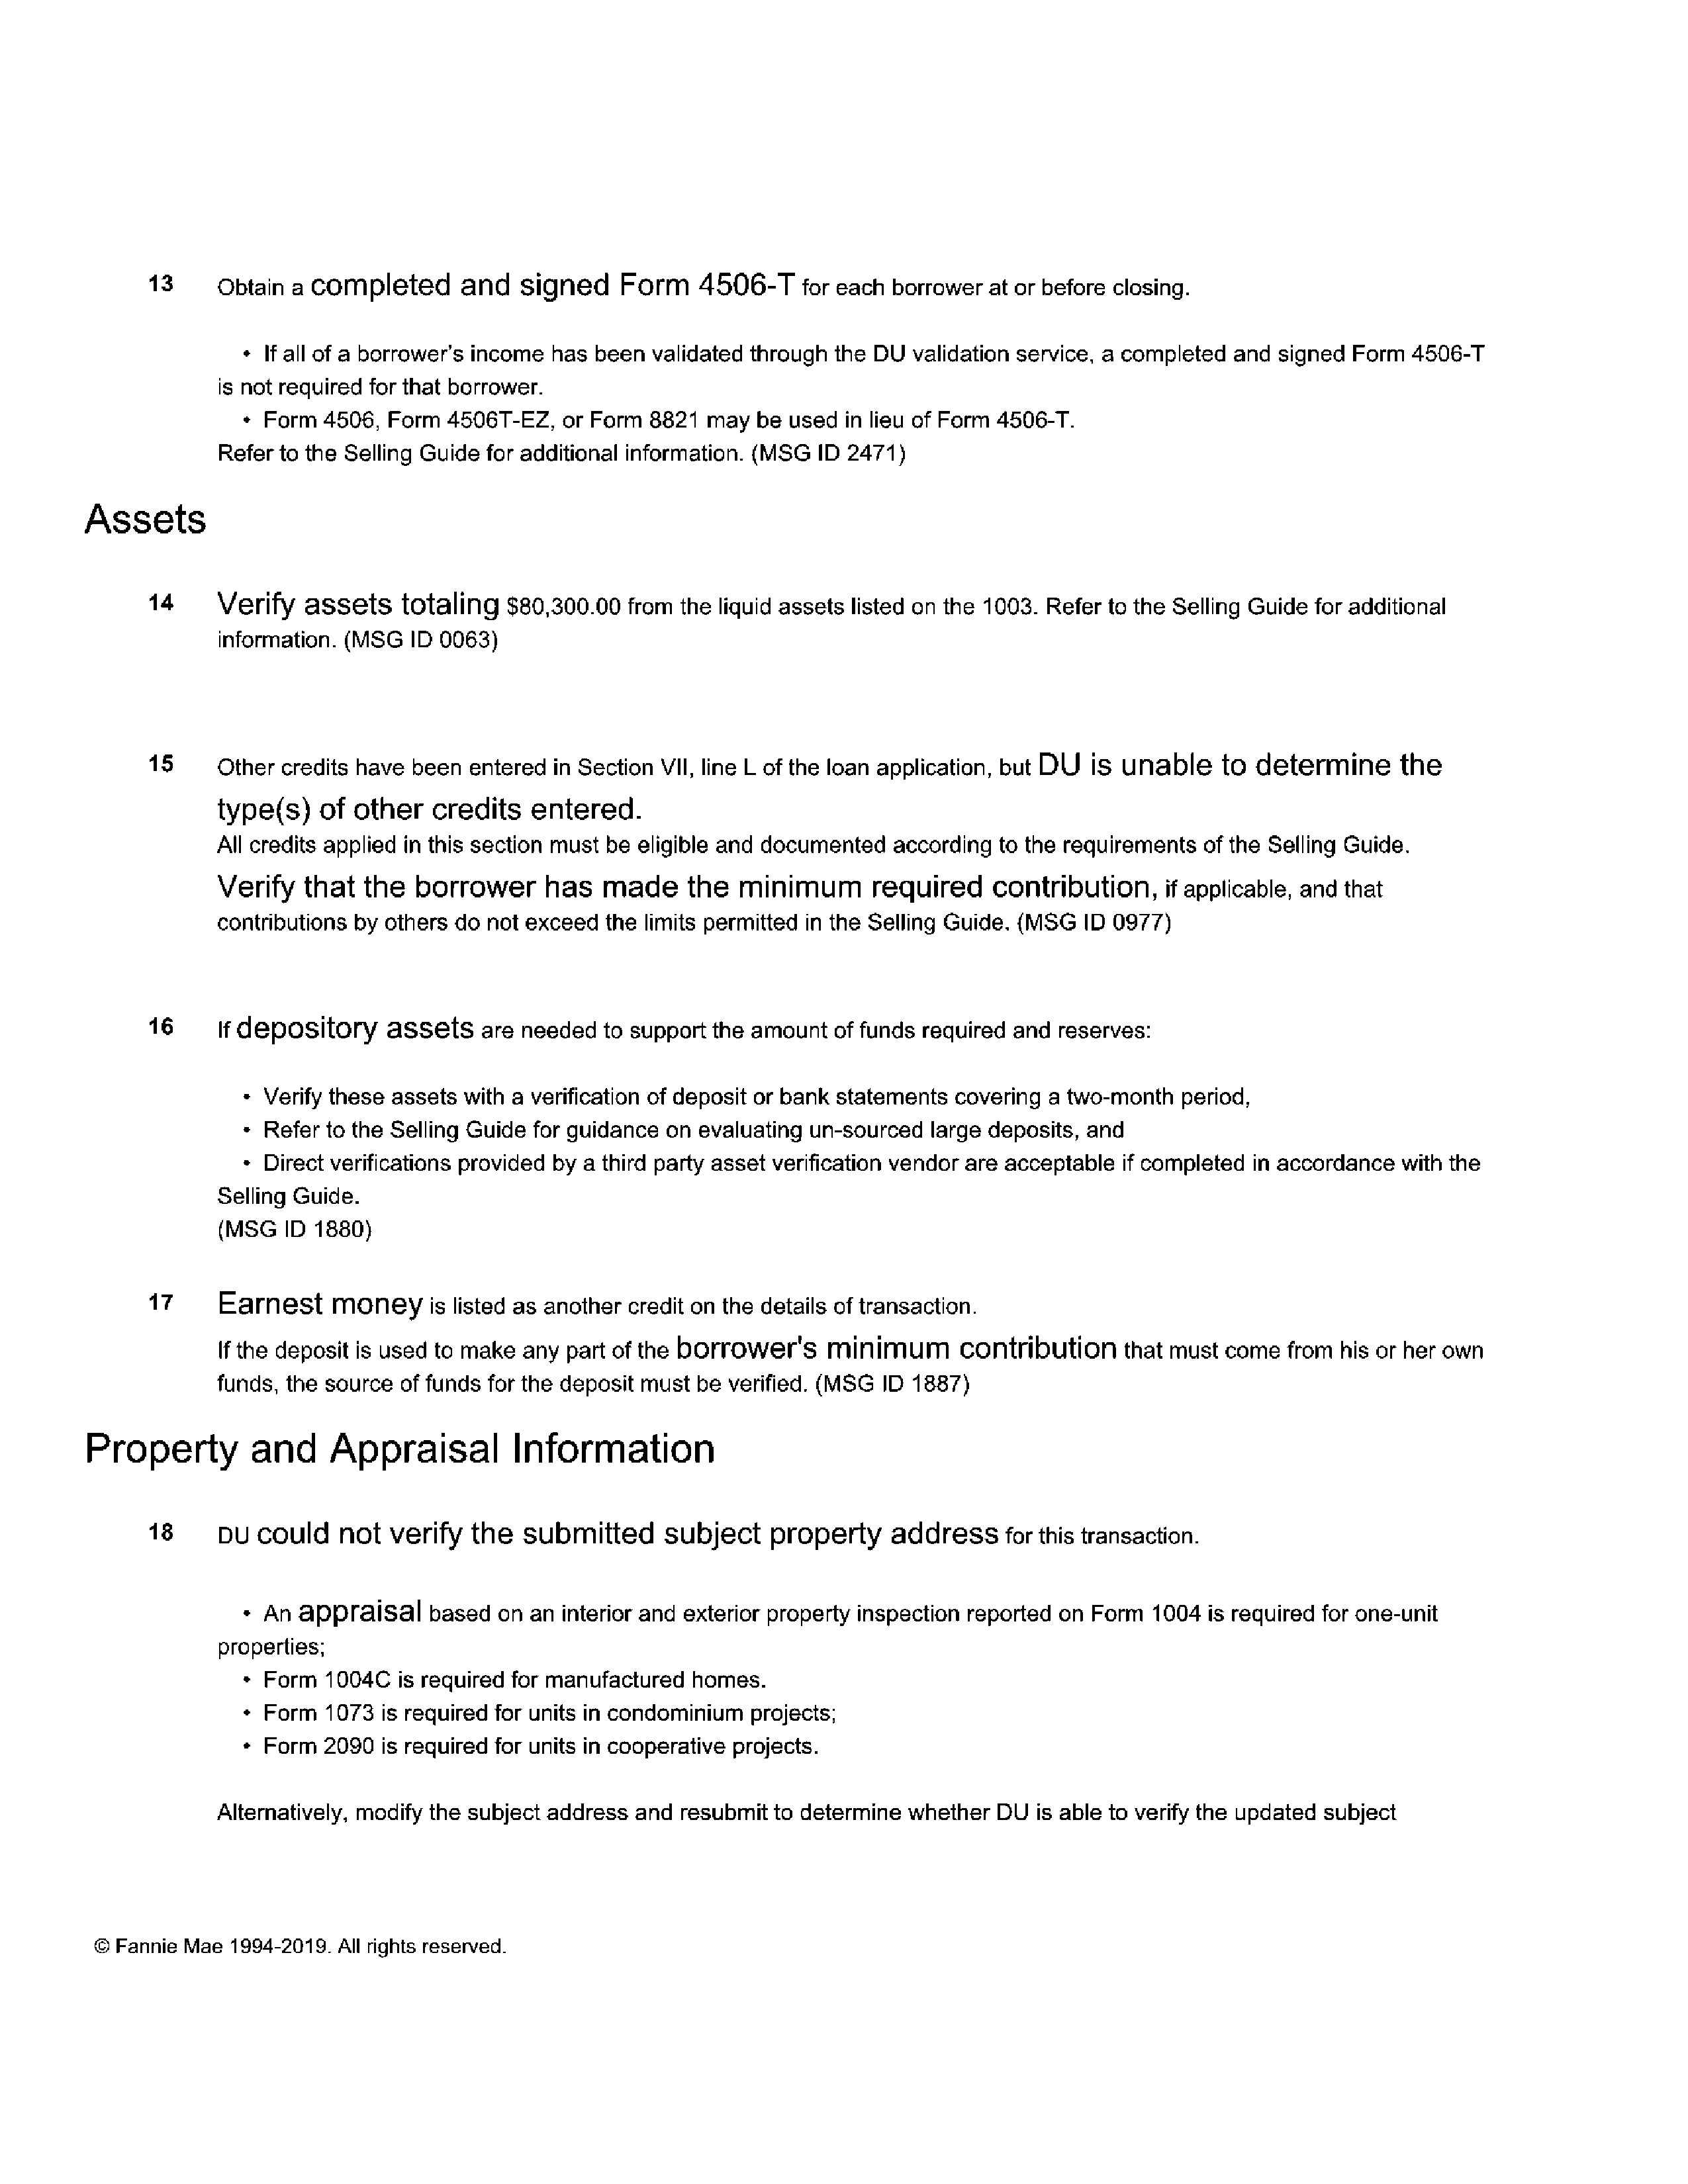 13 Obtain a completed and signed Form 4506-T for each borrower at or before closing.
• If all of a borrower's income has been validated through the DU validation service, a completed and signed Form 4506-T
is not required for that borrower.
• Form 4506, Form 4506T-EZ, or Form 8821 may be used in lieu of Form 4506-T.
Refer to the Selling Guide for additional information. (MSG ID 2471)
Assets
14 Verify assets totaling $80,300.00 from the liquid assets listed on the 1003. Refer to the Selling Guide for additional
information. (MSG ID 0063)
15 Other credits have been entered in Section VII, line L of the loan application, but DU is unable to determine the
type(s) of other credits entered.
All credits applied in this section must be eligible and documented according to the requirements of the Selling Guide.
Verify that the borrower has made the minimum required contribution, if applicable, and that
contributions by others do not exceed the limits permitted in the Selling Guide. (MSG ID 0977)
16 If depository assets are needed to support the amount of funds required and reserves:
• Verify these assets with a verification of deposit or bank statements covering a two-month period,
• Refer to the Selling Guide for guidance on evaluating un-sourced large deposits, and
• Direct verifications provided by a third party asset verification vendor are acceptable if completed in accordance with the
Selling Guide.
(MSG ID 1880)
17 Earnest money is listed as another credit on the details of transaction.
If the deposit is used to make any part of the borrower's minimum contribution that must come from his or her own
funds, the source of funds for the deposit must be verified. (MSG ID 1887)
Property and Appraisal Information
18 DU could not verify the submitted subject property address for this transaction.
• An appraisal based on an interior and exterior property inspection reported on Form 1004 is required for one-unit
properties;
• Form 1004C is required for manufactured homes.
• Form 1073 is required for units in condominium projects;
• Form 2090 is required for units in cooperative projects.
Alternatively, modify the subject address and resubmit to determine whether DU is able to verify the updated subject
© Fannie Mae 1994-2019. All rights reserved.